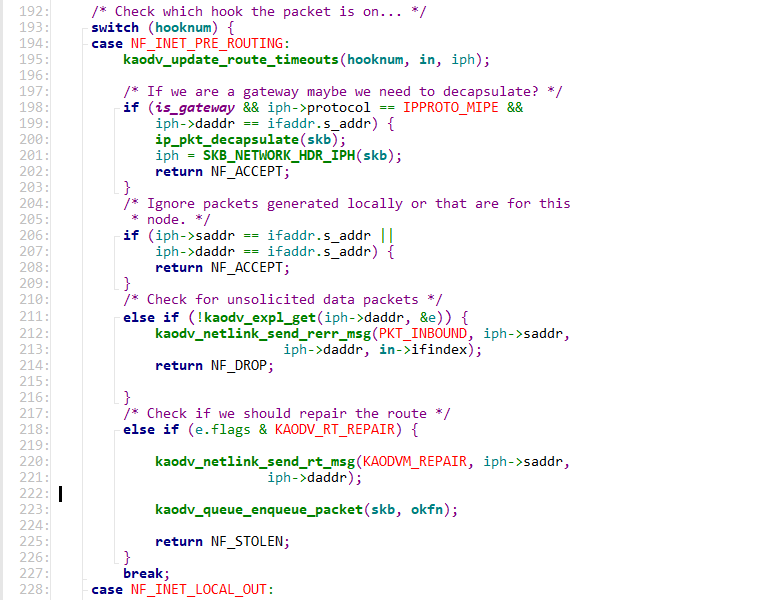 192:     /* Check which hook the packet is on... */
193:     switch (hooknum) {
194:     case NF_INET_PRE_ROUTING:
195:         kaodv_update_route_timeouts(hooknum, in, iph);
196:
197:         /* If we are a gateway maybe we need to decapsulate? */
198:         if (is_gateway && iph->protocol == IPPROTO_MIPE &&
199:             iph->daddr == ifaddr.s_addr) {
200:             ip_pkt_decapsulate(skb);
201:             iph = SKB_NETWORK_HDR_IPH(skb);
202:             return NF_ACCEPT;
203:         }
204:         /* Ignore packets generated locally or that are for this
205:          * node. */
206:         if (iph->saddr == ifaddr.s_addr ||
207:             iph->daddr == ifaddr.s_addr) {
208:             return NF_ACCEPT;
209:         }
210:         /* Check for unsolicited data packets */
211:         else if (!kaodv_expl_get(iph->daddr, &e)) {
212:             kaodv_netlink_send_rerr_msg(PKT_INBOUND, iph->saddr,
213:                             iph->daddr, in->ifindex);
214:             return NF_DROP;
215:
216:         }
217:         /* Check if we should repair the route */
218:         else if (e.flags & KAODV_RT_REPAIR) {
219:
220:             kaodv_netlink_send_rt_msg(KAODVM_REPAIR, iph->saddr,
221:                           iph->daddr);
222:
223:             kaodv_queue_enqueue_packet(skb, okfn);
224:
225:             return NF_STOLEN;
226:         }
227:         break;
228:     case NF_INET_LOCAL_OUT: